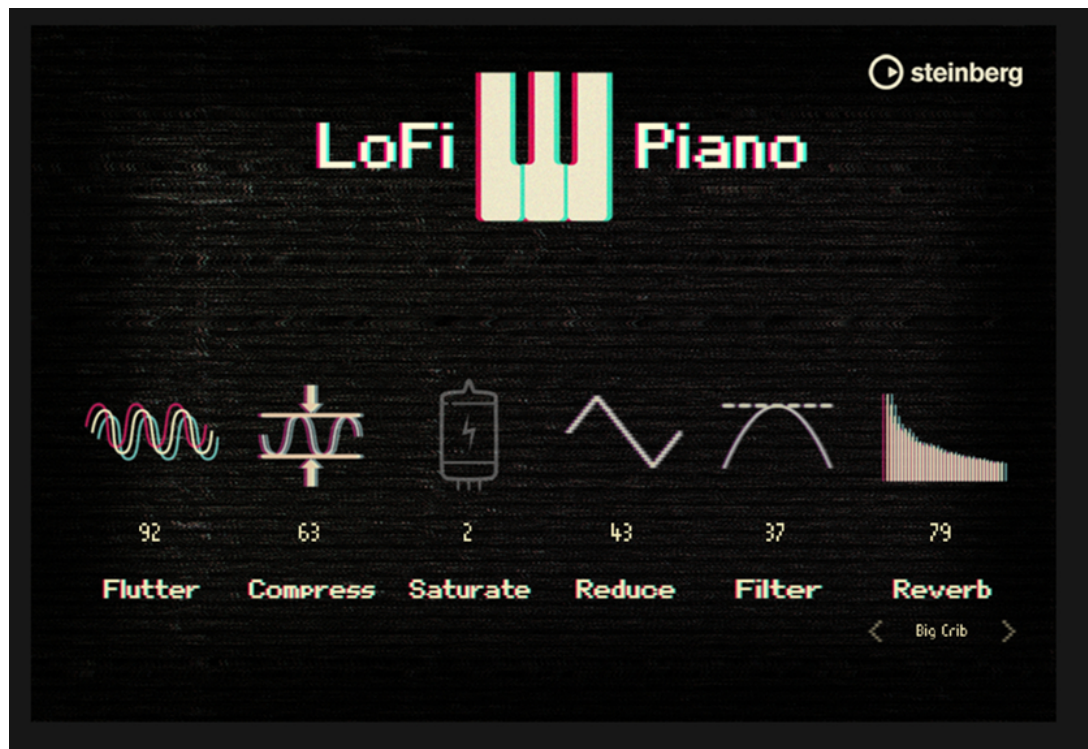 steinberg
LoFi Piano
92 63 2 43 37 79
Flutter Compress Saturate Reduce Filter Reverb
< Big Crib >